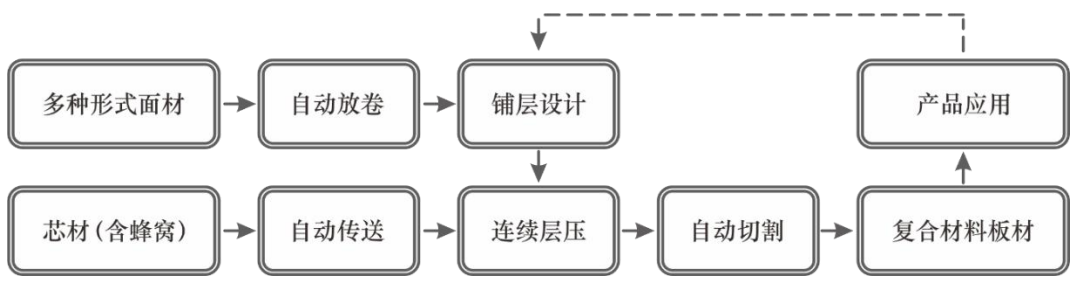 多种形式面材
自动放卷
铺层设计
产品应用
芯材(含蜂窝)
自动传送
连续层压
自动切割
复合材料板材